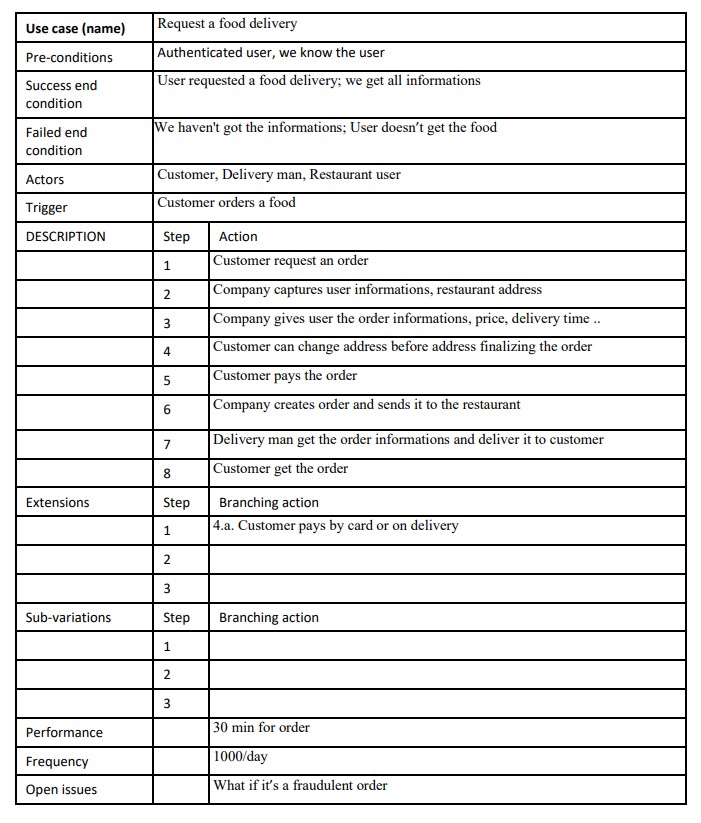 Use case (name) Request a food delivery
Pre-conditions Authenticated user, we know the user
Success end User requested a food delivery; we get all informations
condition
Failed end We haven't got the informations; User doesn't get the food
condition
Actors Customer, Delivery man, Restaurant user
Trigger Customer orders a food
DESCRIPTION Step Action
1 Customer request an order
2 Company captures user informations, restaurant address
3 Company gives user the order informations, price, delivery time ..
4 Customer can change address before address finalizing the order
5 Customer pays the order
6 Company creates order and sends it to the restaurant
7 Delivery man get the order informations and deliver it to customer
8 Customer get the order
Extensions Step Branching action
1 4.a. Customer pays by card or on delivery
2
3
Sub-variations Step Branching action
1
2
3
Performance 30 min for order
Frequency 1000/day
Open issues What if it's a fraudulent order